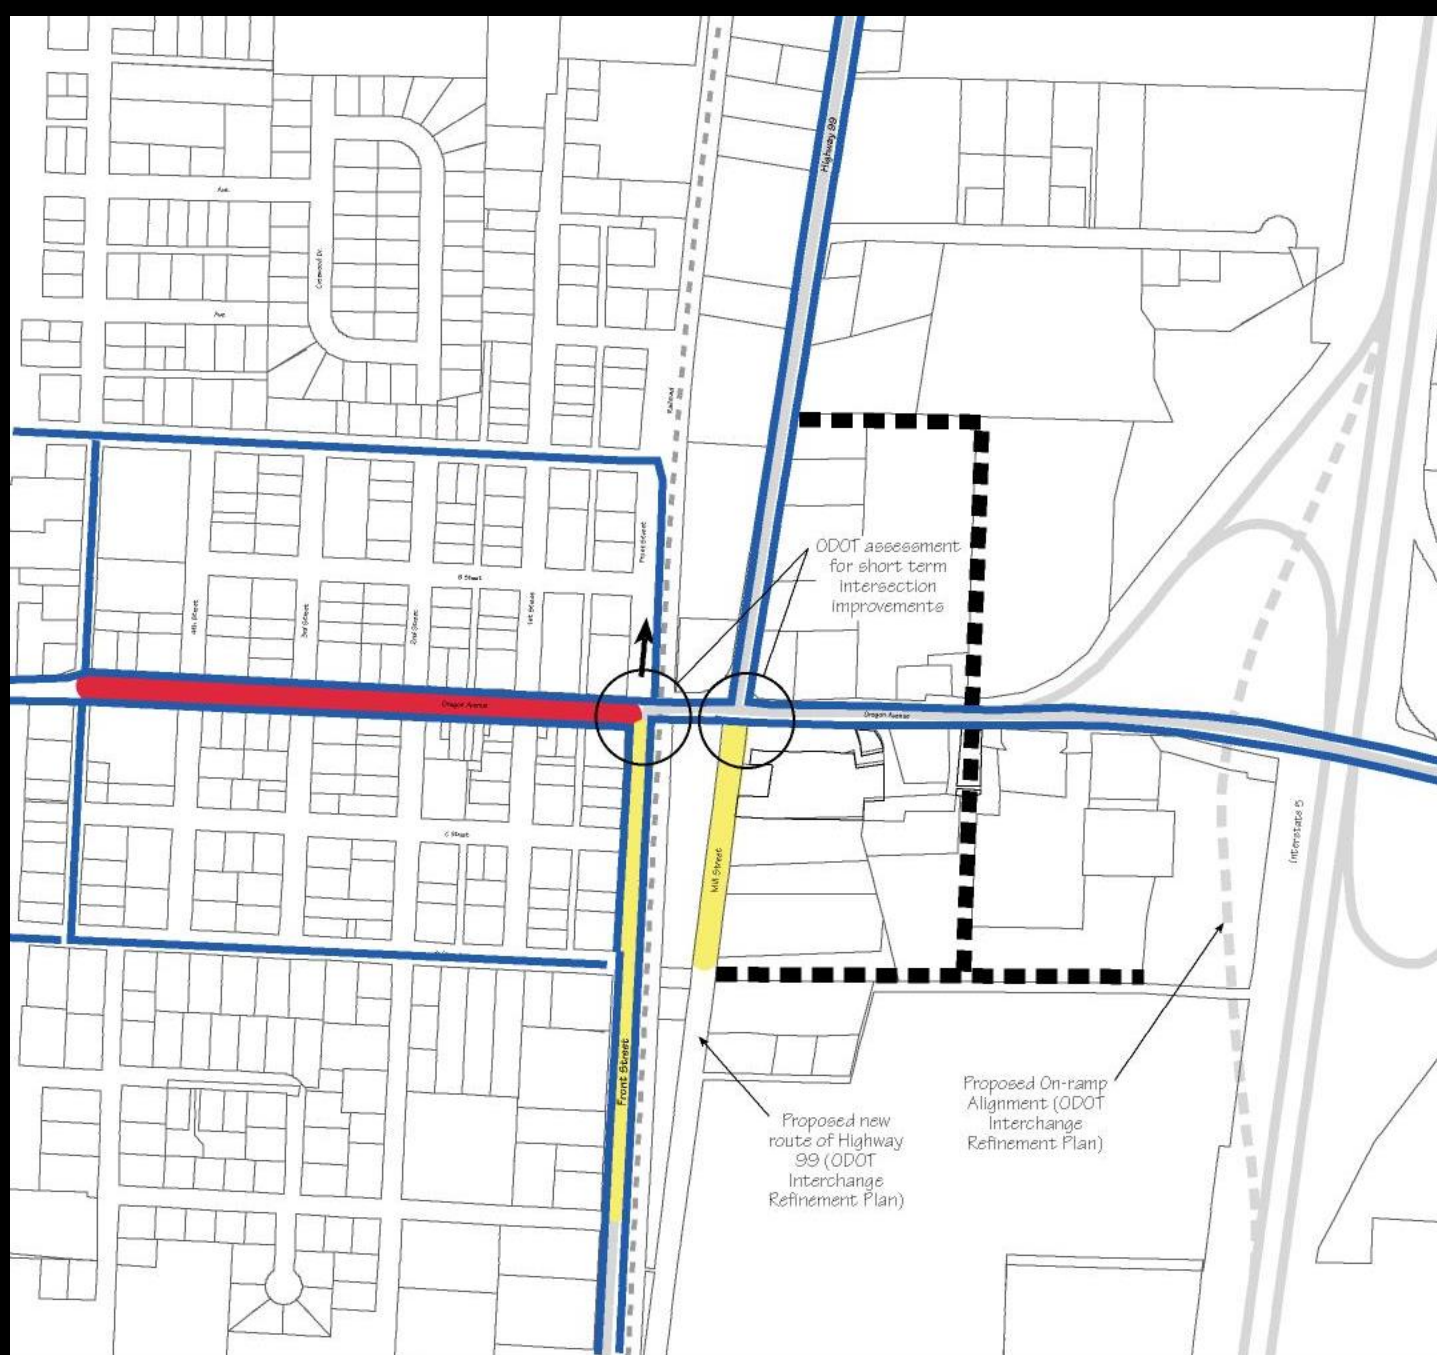 Highway 99
Ave.
Crestwood Dr.
Ave.
Railroad
ODOT assessment
for short term
intersection
improvements
Front Street
B Street
4th Street
3rd Street
2nd Street
1st Street
Oregon Avenue
Oregon Avenue
Interstate 5
C Street
Mill Street
Front Street
Proposed On-ramp
Alignment (ODOT
Interchange
Refinement Plan)
Proposed new
route of Highway
99 (ODOT
Interchange
Refinement Plan)